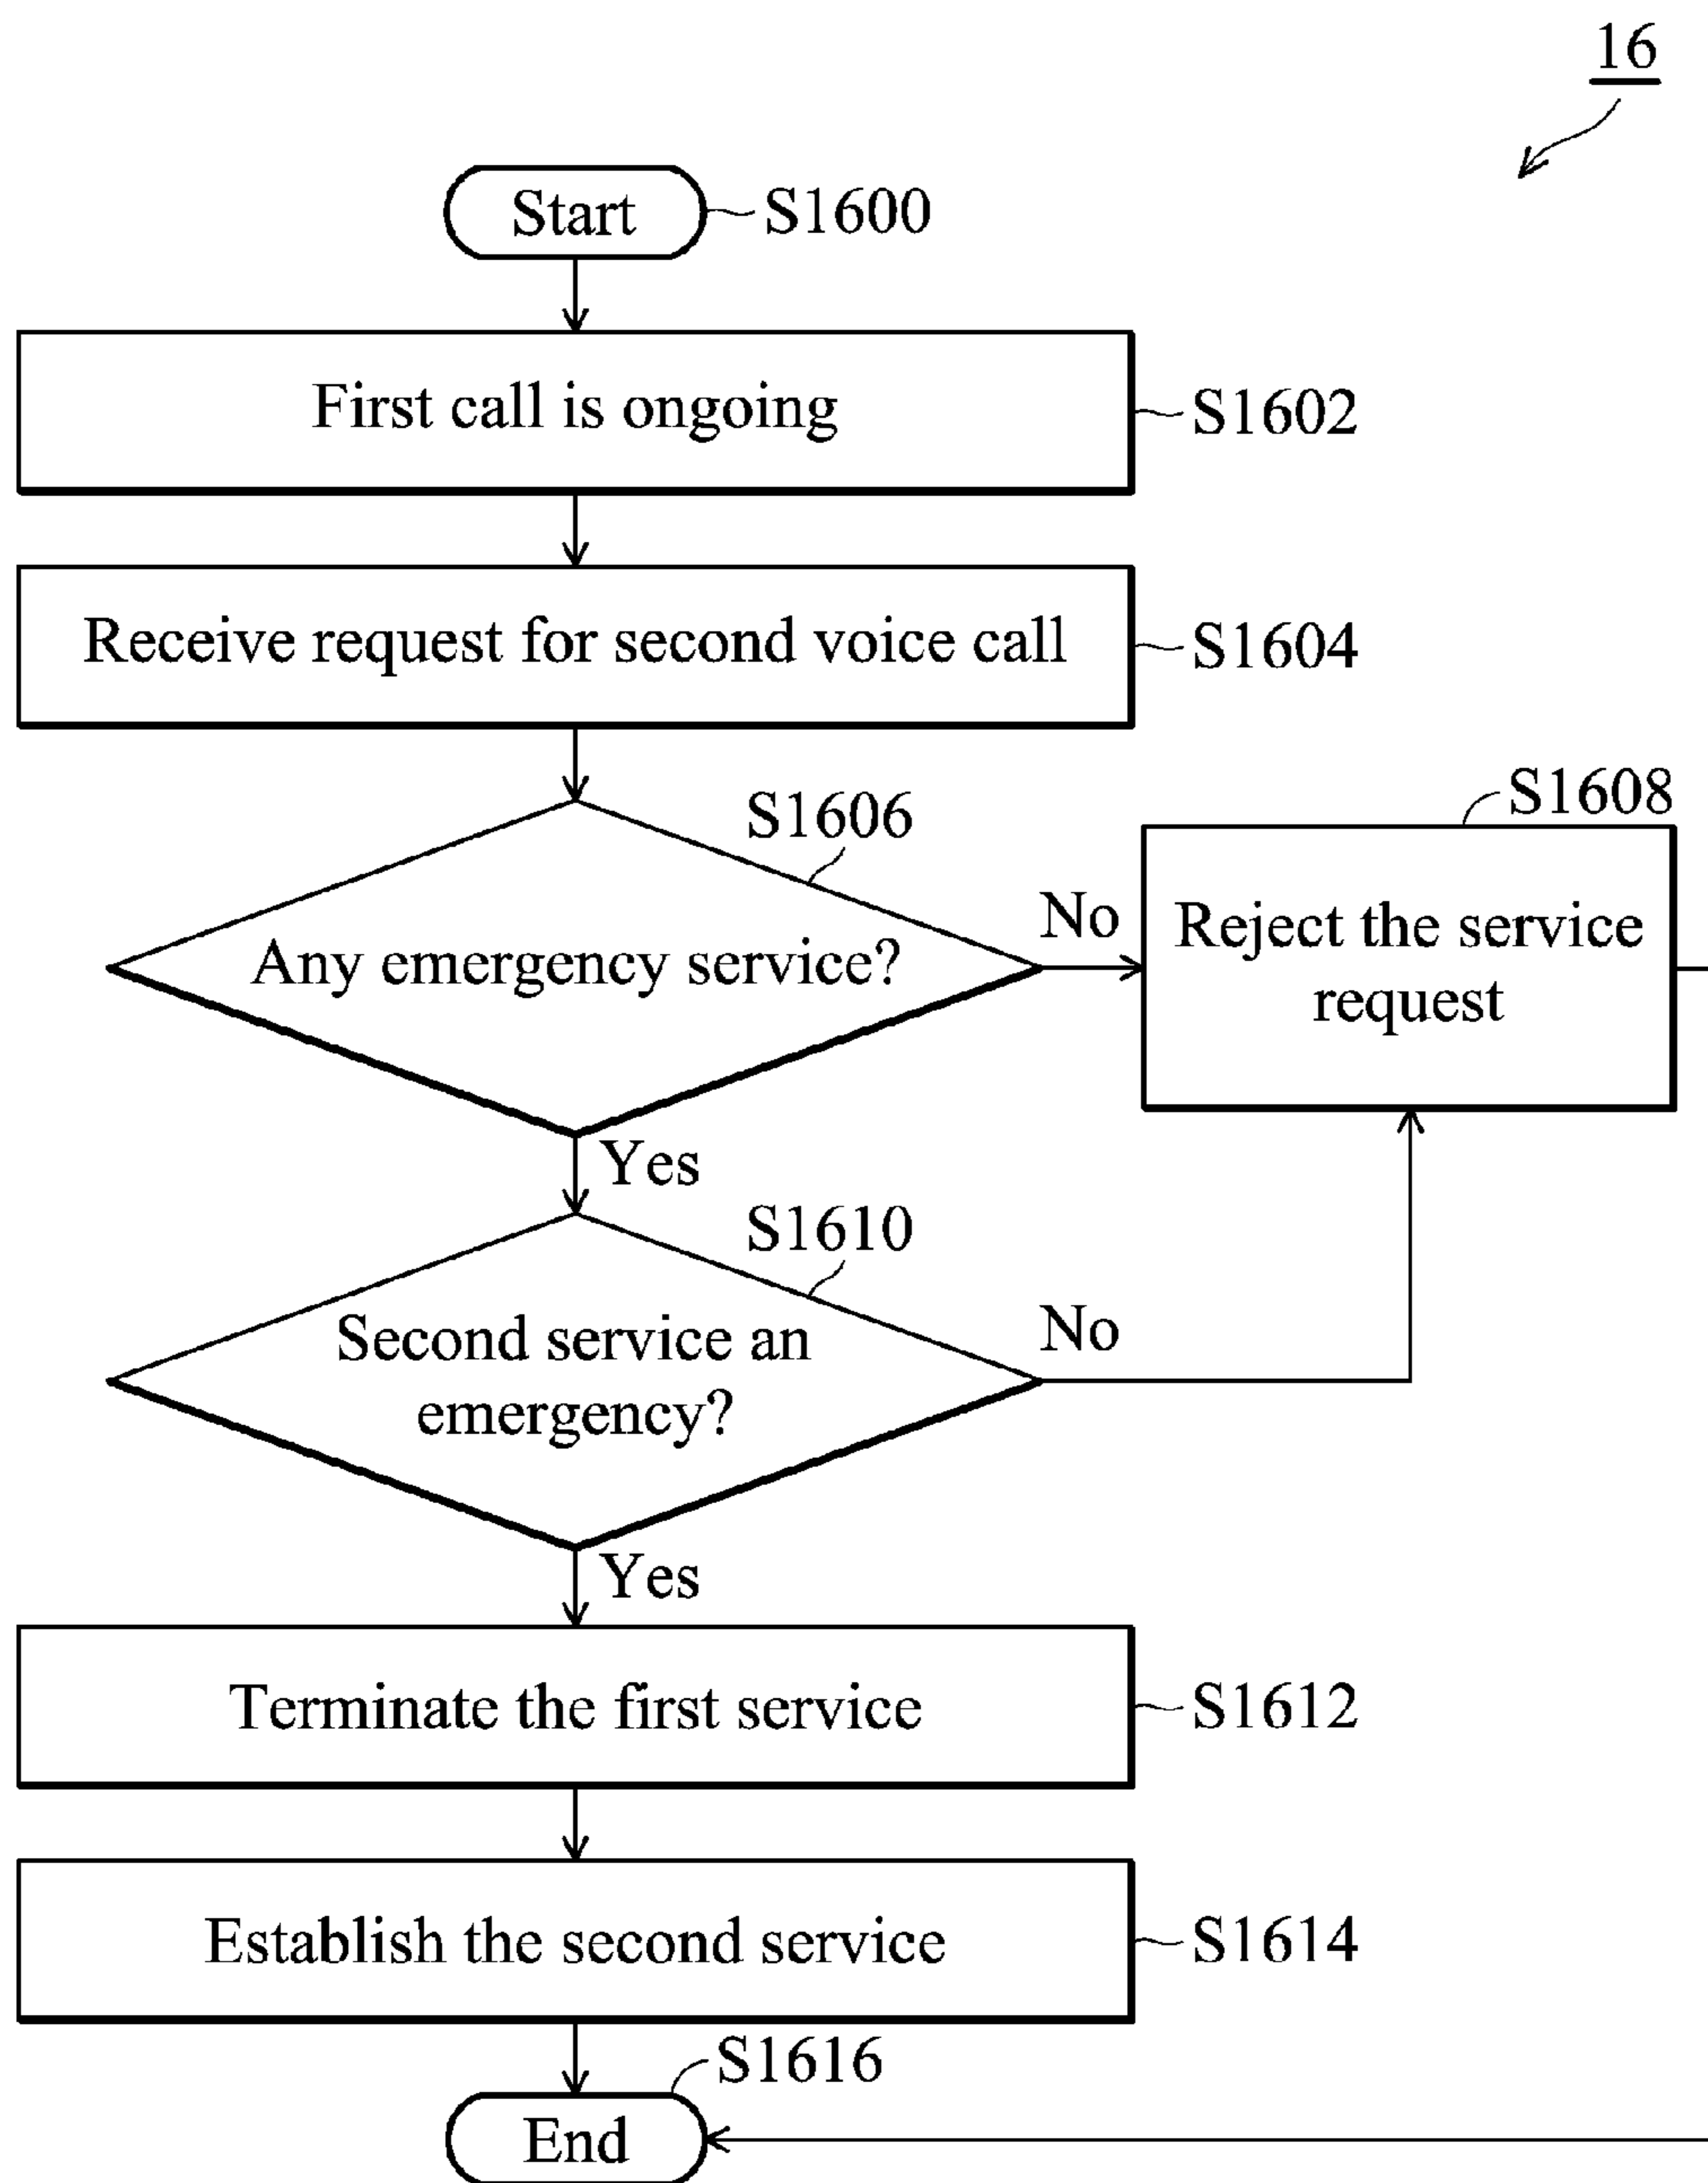 16
Start
S1600
First call is ongoing
S1602
Receive request for second voice call
S1604
S1606
Any emergency service?
No
S1608
Reject the service
request
Yes
S1610
Second service an
emergency?
No
Yes
Terminate the first service
S1612
Establish the second service
S1614
S1616
End